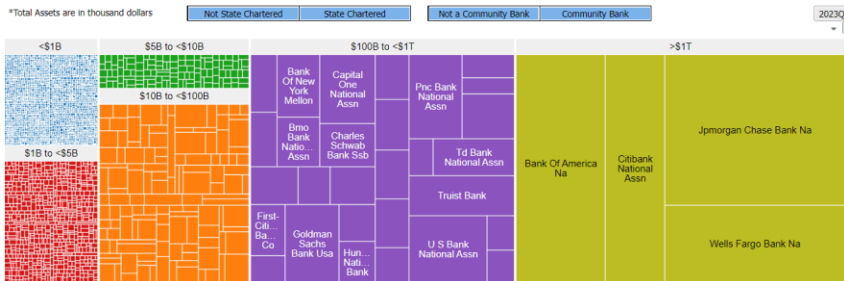 *Total Assets are in thousand dollars
Not State Chartered
State Chartered
Not a Community Bank
Community Bank
2023Q
<$1B
$5B to <$10B
$100B to <$1T
>$1T
$10B to <$100B
$1B to <$5B
Bank
Of New
York
Mellon
Capital
One
National
Assn
Pnc Bank
National
Assn
Bmo
Bank
Natio...
Assn
Charles
Schwab
Bank Ssb
Td Bank
National Assn
Truist Bank
First-
Citi...
Ba...
Co
Goldman
Sachs
Bank Usa
Hun...
Nati...
Bank
U S Bank
National Assn
Bank Of America
Na
Citibank
National
Assn
Jpmorgan Chase Bank Na
Wells Fargo Bank Na